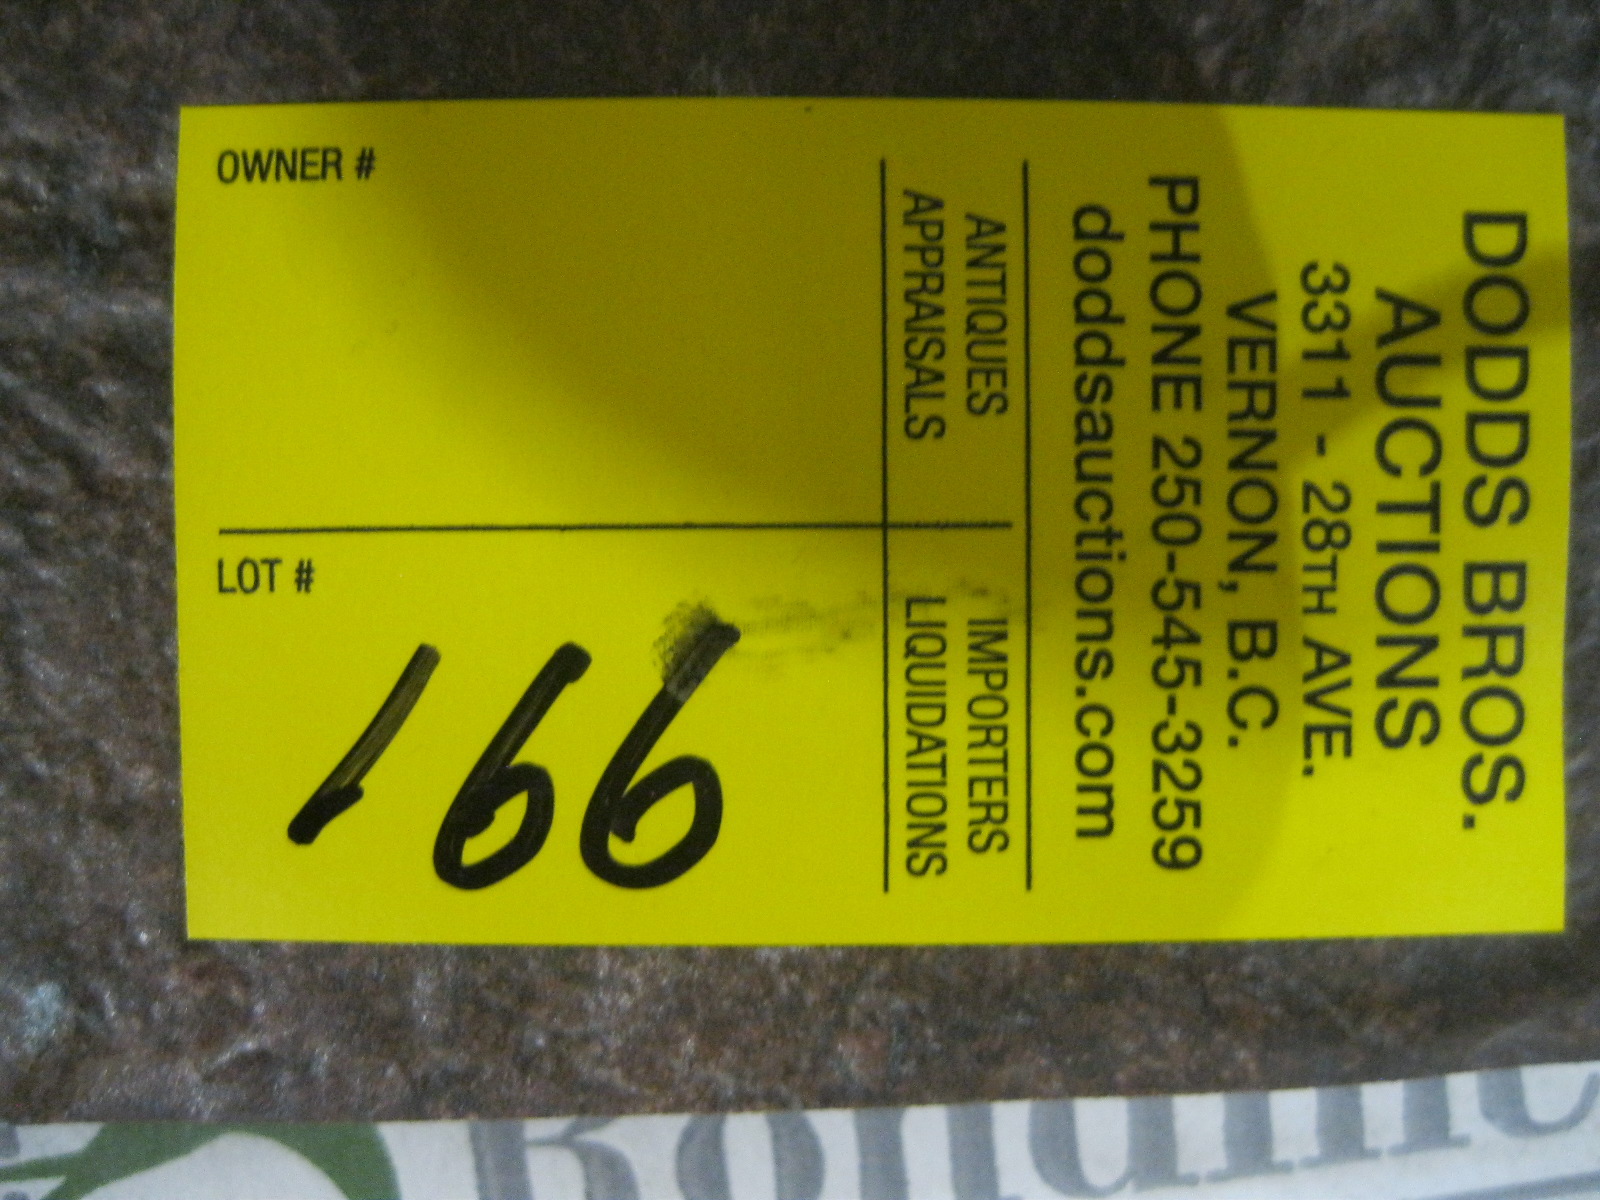 DODDS BROS.
AUCTIONS
3311 - 28TH AVE.
VERNON, B.C.
PHONE 250-545-3259
doddsauctions.com
ANTIQUES IMPORTERS
APPRAISALS LIQUIDATIONS
OWNER #
LOT #
166